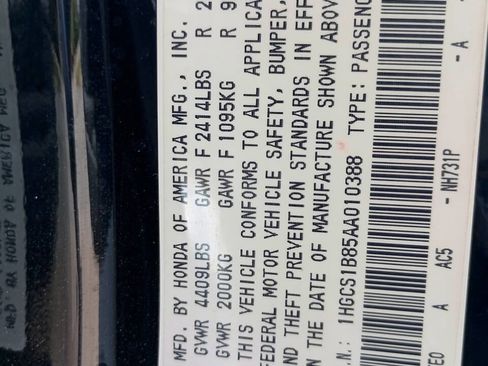 MFD. BY HONDA OF AMERICA MFG., INC.
GVWR 4409LBS GAWR F 2414LBS R 2
GVWR 2000KG GAWR F 1095KG R 9
THIS VEHICLE CONFORMS TO ALL APPLICA
FEDERAL MOTOR VEHICLE SAFETY, BUMPER,
ND THEFT PREVENTION STANDARDS IN EFF
N THE DATE OF MANUFACTURE SHOWN ABOV
.N.: 1HGCS1B85AA010388 TYPE: PASSENG
TE0 A AC5 - NH731P - A